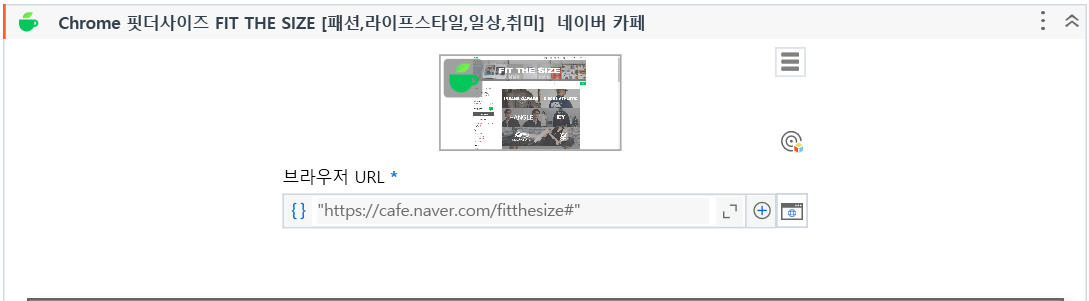 Chrome 핏더사이즈 FIT THE SIZE [패션,라이프스타일,일상,취미] 네이버 카페
FIT THE SIZE
브라우저 URL *
{} "https://cafe.naver.com/fitthesize#"